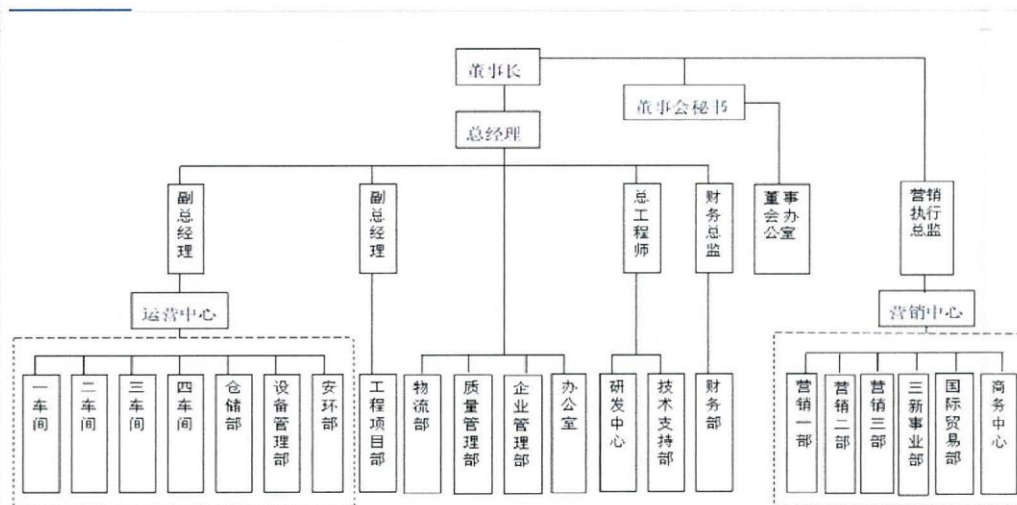 董事长
董事会秘书
总经理
副总经理
副总经理
总工程师
财务总监
董事会办公室
营销执行总监
运营中心
营销中心
一车间
二车间
三车间
四车间
仓储部
设备管理部
安环部
工程项目部
物流部
质量管理部
企业管理部
办公室
研发中心
技术支持部
财务部
营销一部
营销二部
营销三部
三新事业部
国际贸易部
商务中心